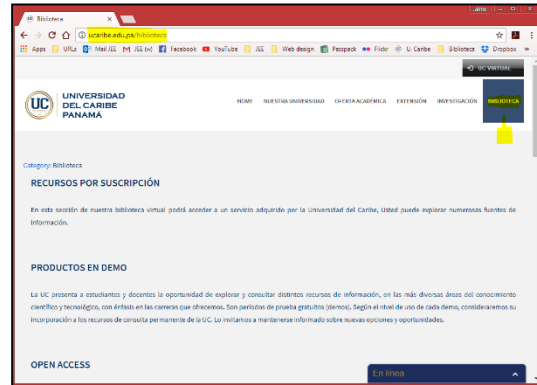 Biblioteca
ucaribe.edu.pa/biblioteca
Apps URLs Mail JEE JEE (w) Facebook YouTube JEE Web design Passpack Flickr U. Caribe Biblioteca Dropbox »
UC VIRTUAL
UC
UNIVERSIDAD
DEL CARIBE
PANAMÁ
HOME NUESTRA UNIVERSIDAD OFERTA ACADÉMICA EXTENSIÓN INVESTIGACIÓN BIBLIOTECA
Category: Biblioteca
RECURSOS POR SUSCRIPCIÓN
En esta sección de nuestra biblioteca virtual podrá acceder a un servicio adquirido por la Universidad del Caribe, Usted puede explorar numerosas fuentes de
información.
PRODUCTOS EN DEMO
La UC presenta a estudiantes y docentes la oportunidad de explorar y consultar distintos recursos de información, en las más diversas áreas del conocimiento
científico y tecnológico, con énfasis en las carreras que ofrecemos. Son períodos de prueba gratuitos (demos). Según el nivel de uso de cada demo, consideraremos su
incorporación a los recursos de consulta permanente de la UC. Lo invitamos a mantenerse informado sobre nuevas opciones y oportunidades.
OPEN ACCESS
En línea